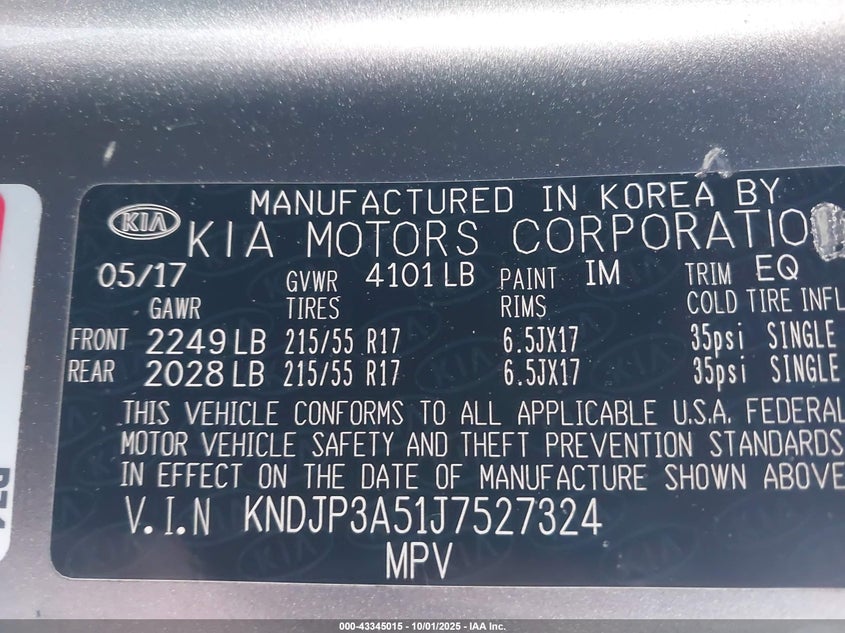 MANUFACTURED IN KOREA BY
KIA KIA MOTORS CORPORATION
05/17 GVWR 4101 LB PAINT IM TRIM EQ
GAWR TIRES RIMS COLD TIRE INFL
FRONT 2249 LB 215/55 R17 6.5JX17 35psi SINGLE
REAR 2028 LB 215/55 R17 6.5JX17 35psi SINGLE
THIS VEHICLE CONFORMS TO ALL APPLICABLE U.S.A. FEDERAL
MOTOR VEHICLE SAFETY AND THEFT PREVENTION STANDARDS
IN EFFECT ON THE DATE OF MANUFACTURE SHOWN ABOVE
V.I.N KNDJP3A51J7527324
MPV
000-43345015 - 10/01/2025 - IAA Inc.